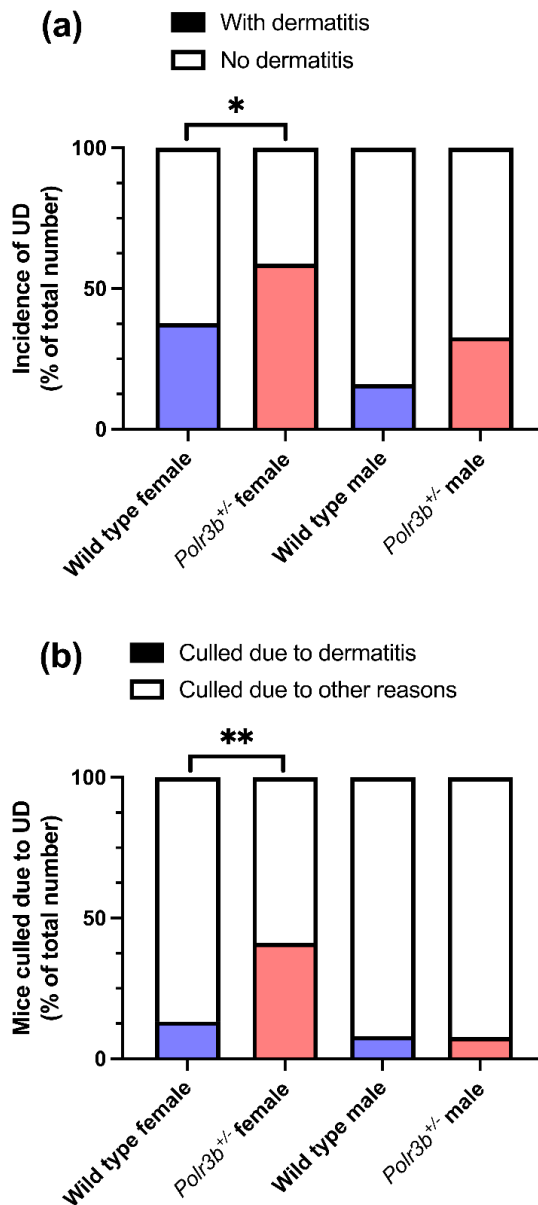 (a)
With dermatitis
No dermatitis
*
Incidence of UD
(% of total number)
100
50
0
Wild type female
Polr3b+/- female
Wild type male
Polr3b+/- male
(b)
Culled due to dermatitis
Culled due to other reasons
**
Mice culled due to UD
(% of total number)
100
50
0
Wild type female
Polr3b+/- female
Wild type male
Polr3b+/- male